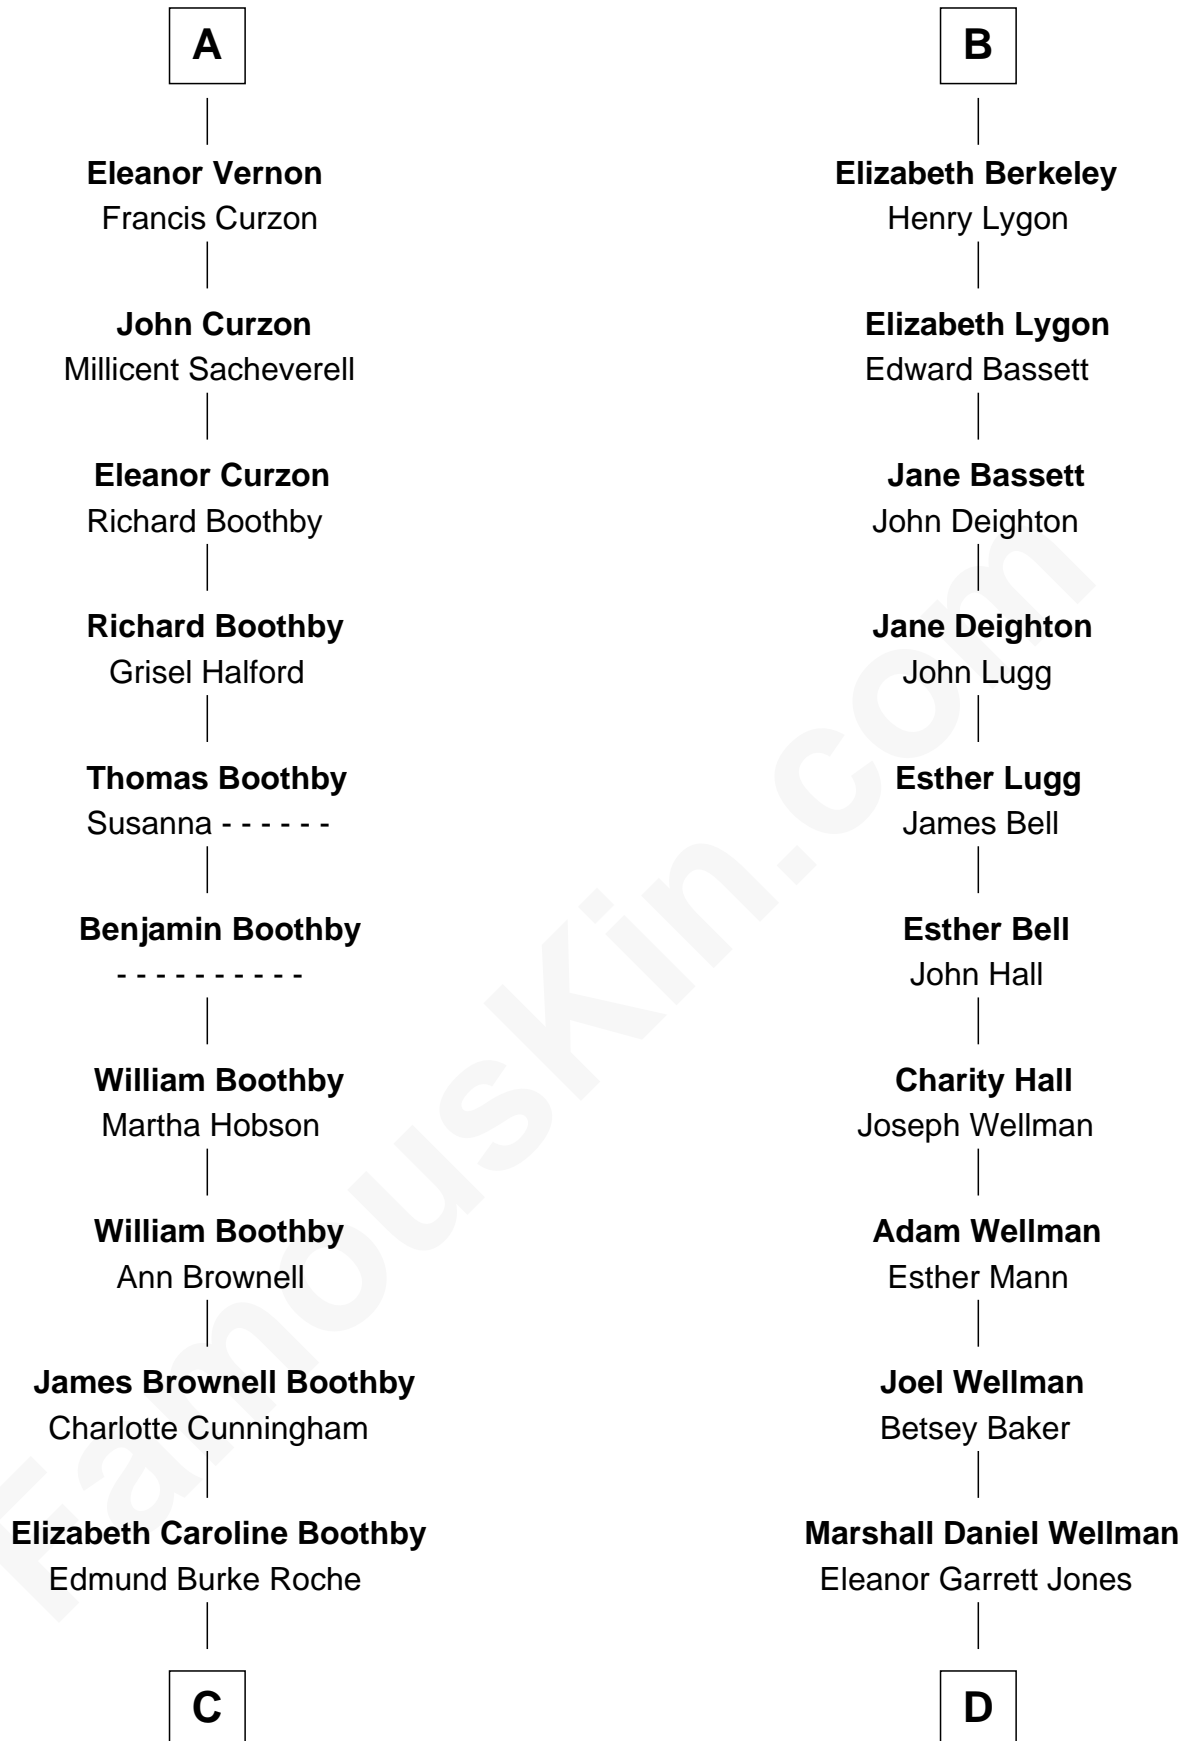 A
B
Eleanor Vernon
Francis Curzon
Elizabeth Berkeley
Henry Lygon
John Curzon
Millicent Sacheverell
Elizabeth Lygon
Edward Bassett
Eleanor Curzon
Richard Boothby
Jane Bassett
John Deighton
Richard Boothby
Grisel Halford
Jane Deighton
John Lugg
Thomas Boothby
Susanna - - - - - -
Esther Lugg
James Bell
Benjamin Boothby
- - - - - - - - - -
Esther Bell
John Hall
William Boothby
Martha Hobson
Charity Hall
Joseph Wellman
William Boothby
Ann Brownell
Adam Wellman
Esther Mann
James Brownell Boothby
Charlotte Cunningham
Joel Wellman
Betsey Baker
Elizabeth Caroline Boothby
Edmund Burke Roche
Marshall Daniel Wellman
Eleanor Garrett Jones
C
D
FamousKin.com